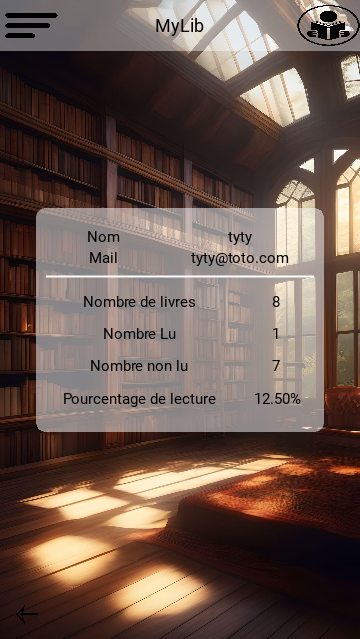 MyLib
Nom tyty
Mail tyty@toto.com
Nombre de livres 8
Nombre Lu 1
Nombre non lu 7
Pourcentage de lecture 12.50%